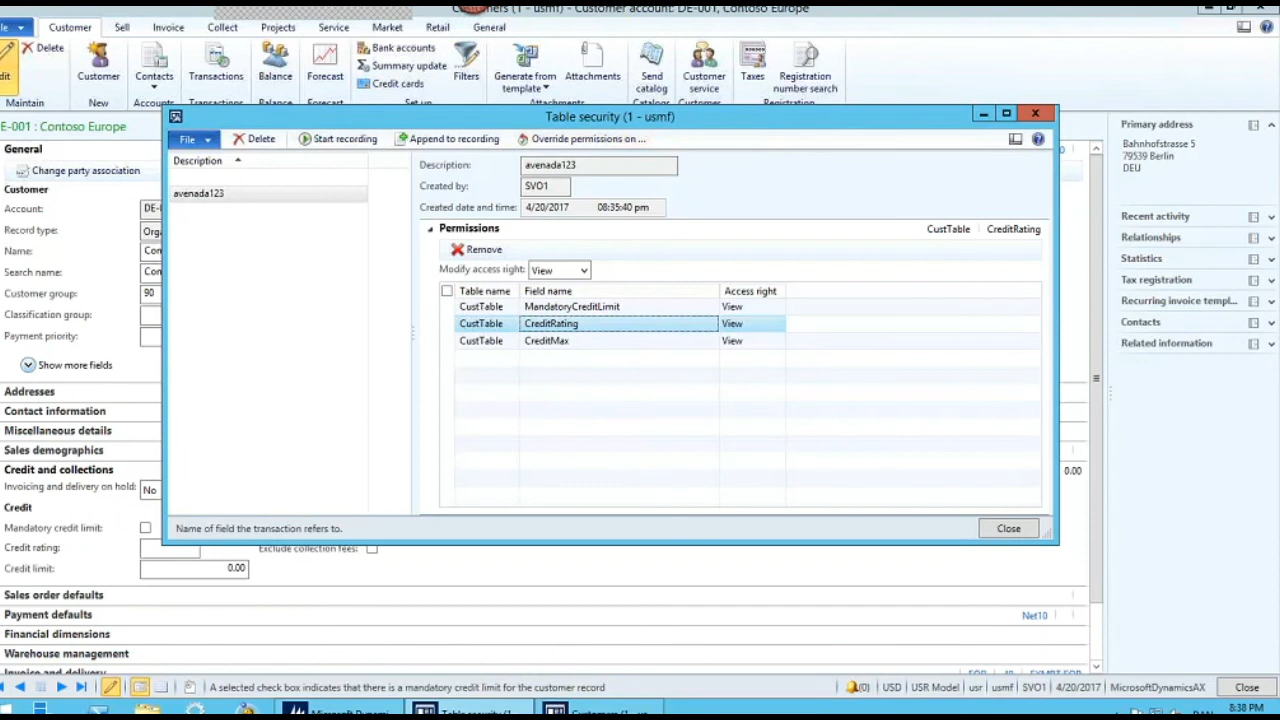 Customers (1 - usmf) - Customer account: DE-001, Contoso Europe
Customer Sell Invoice Collect Projects Service Market Retail General
Delete
Customer
Contacts
Transactions
Balance
Forecast
Bank accounts
Summary update
Credit cards
Filters
Generate from template
Attachments
Send catalog
Customer service
Taxes
Registration number search
Maintain New
E-001 : Contoso Europe
General
Change party association
Customer
Account: DE-
Record type: Orga
Name: Con
Search name: Con
Customer group: 90
Classification group:
Payment priority:
Show more fields
Addresses
Contact information
Miscellaneous details
Sales demographics
Credit and collections
0.00
Invoicing and delivery on hold: No
Credit
Mandatory credit limit:
Credit rating:
Exclude collection fees:
Credit limit: 0.00
Sales order defaults
Payment defaults Net10
Financial dimensions
Warehouse management
Table security (1 - usmf)
File Delete Start recording Append to recording Override permissions on ...
Description
avenada123
Description: avenada123
Created by: SVO1
Created date and time: 4/20/2017 08:35:40 pm
Permissions CustTable CreditRating
Remove
Modify access right: View
Table name Field name Access right
CustTable MandatoryCreditLimit View
CustTable CreditRating View
CustTable CreditMax View
Name of field the transaction refers to.
Close
Primary address
Bahnhofstrasse 5
79539 Berlin
DEU
Recent activity
Relationships
Statistics
Tax registration
Recurring invoice templ...
Contacts
Related information
A selected check box indicates that there is a mandatory credit limit for the customer record
(0) USD USR Model usr usmf SVO1 4/20/2017 MicrosoftDynamicsAX Close
8:38 PM